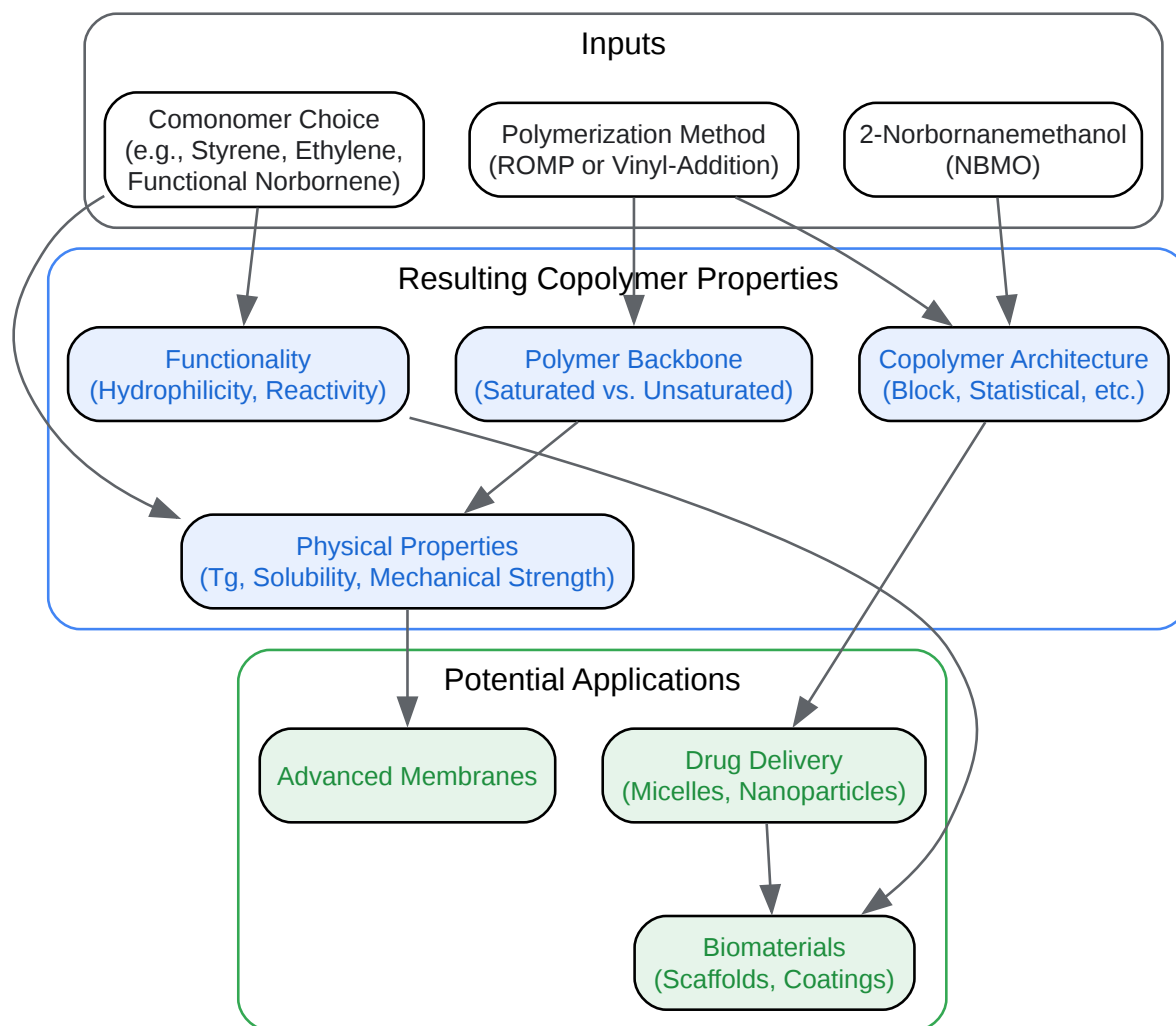 Inputs
Comonomer Choice
(e.g., Styrene, Ethylene,
Functional Norbornene)
Polymerization Method
(ROMP or Vinyl-Addition)
2-Norbornanemethanol
(NBMO)
Resulting Copolymer Properties
Functionality
(Hydrophilicity, Reactivity)
Polymer Backbone
(Saturated vs. Unsaturated)
Copolymer Architecture
(Block, Statistical, etc.)
Physical Properties
(Tg, Solubility, Mechanical Strength)
Potential Applications
Advanced Membranes
Drug Delivery
(Micelles, Nanoparticles)
Biomaterials
(Scaffolds, Coatings)